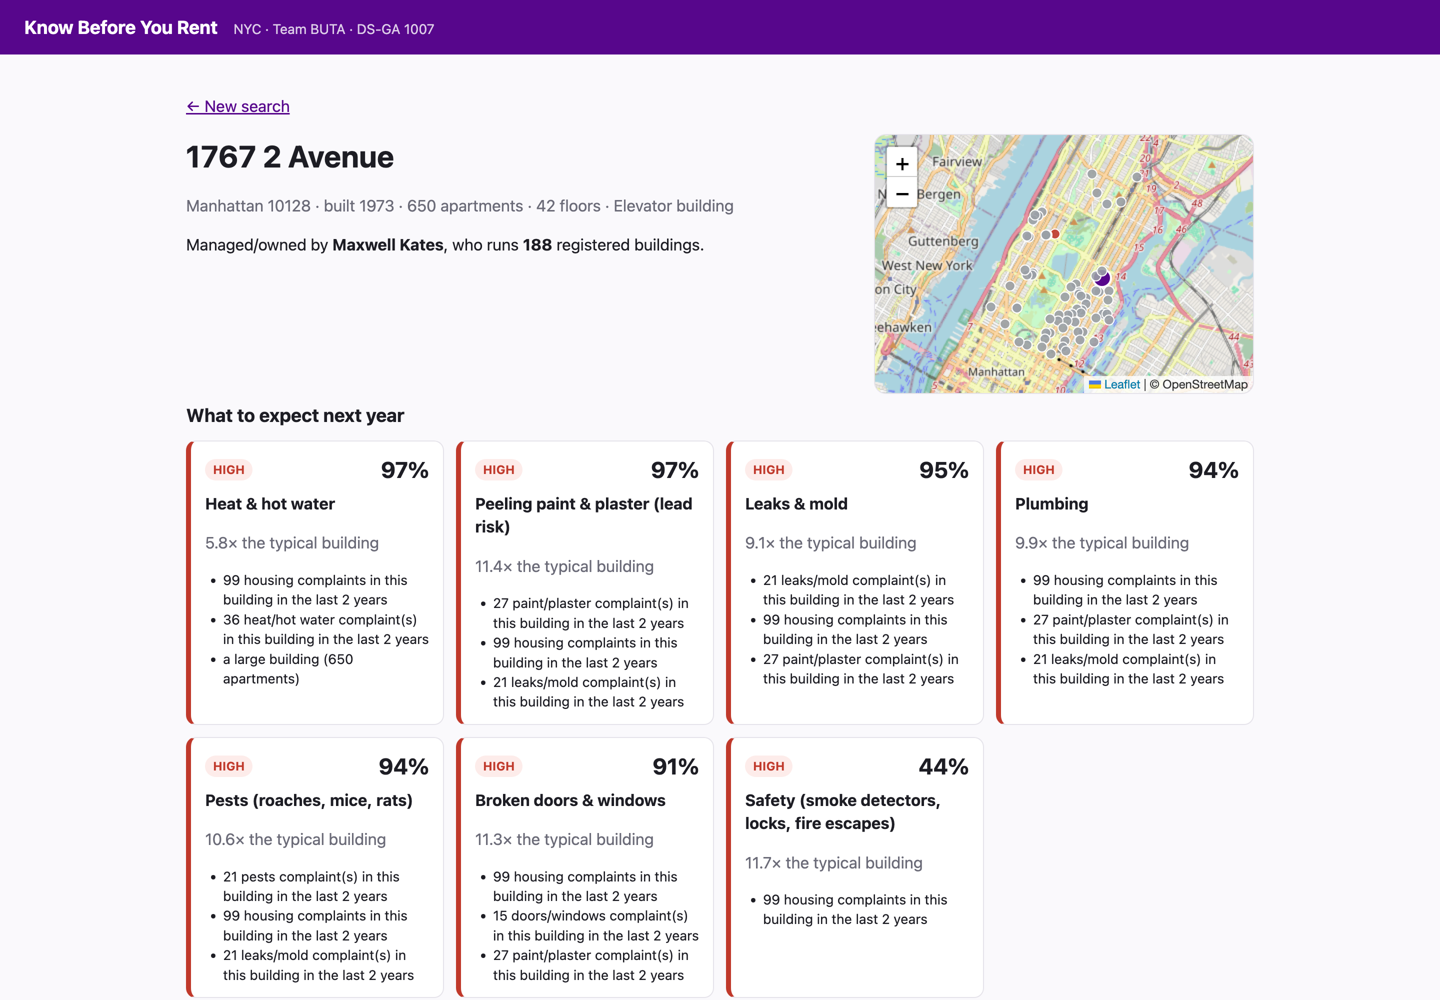 Know Before You Rent NYC · Team BUTA · DS-GA 1007
← New search
1767 2 Avenue
Manhattan 10128 · built 1973 · 650 apartments · 42 floors · Elevator building
Managed/owned by Maxwell Kates, who runs 188 registered buildings.
+
−
Fairview
Bergen
Guttenberg
West New York
on City
eehawken
Manhattan
22
20
19
17
48
46
16
15
14
13
12
7
5
44
Leaflet | © OpenStreetMap
What to expect next year
HIGH 97%
Heat & hot water
5.8× the typical building
• 99 housing complaints in this
building in the last 2 years
• 36 heat/hot water complaint(s)
in this building in the last 2 years
• a large building (650
apartments)
HIGH 97%
Peeling paint & plaster (lead
risk)
11.4× the typical building
• 27 paint/plaster complaint(s) in
this building in the last 2 years
• 99 housing complaints in this
building in the last 2 years
• 21 leaks/mold complaint(s) in
this building in the last 2 years
HIGH 95%
Leaks & mold
9.1× the typical building
• 21 leaks/mold complaint(s) in
this building in the last 2 years
• 99 housing complaints in this
building in the last 2 years
• 27 paint/plaster complaint(s) in
this building in the last 2 years
HIGH 94%
Plumbing
9.9× the typical building
• 99 housing complaints in this
building in the last 2 years
• 27 paint/plaster complaint(s) in
this building in the last 2 years
• 21 leaks/mold complaint(s) in
this building in the last 2 years
HIGH 94%
Pests (roaches, mice, rats)
10.6× the typical building
• 21 pests complaint(s) in this
building in the last 2 years
• 99 housing complaints in this
building in the last 2 years
• 21 leaks/mold complaint(s) in
this building in the last 2 years
HIGH 91%
Broken doors & windows
11.3× the typical building
• 99 housing complaints in this
building in the last 2 years
• 15 doors/windows complaint(s)
in this building in the last 2 years
• 27 paint/plaster complaint(s) in
this building in the last 2 years
HIGH 44%
Safety (smoke detectors,
locks, fire escapes)
11.7× the typical building
• 99 housing complaints in this
building in the last 2 years